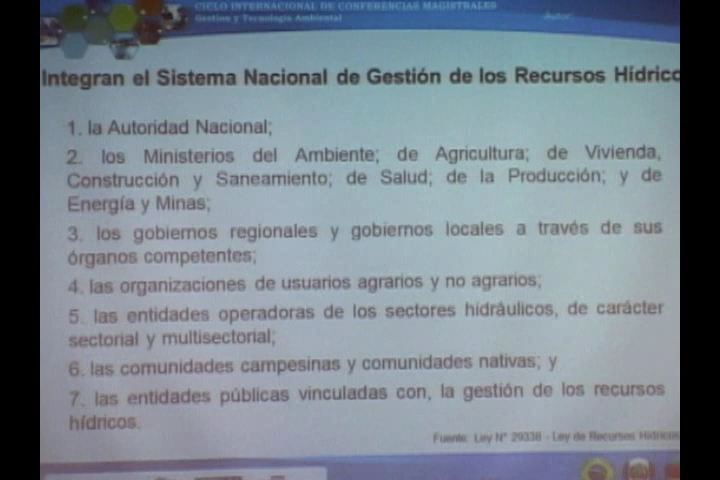 CICLO INTERNACIONAL DE CONFERENCIAS MAGISTRALES
Gestion y Tecnologia Ambiental
Autor:
Integran el Sistema Nacional de Gestión de los Recursos Hídrico
1. la Autoridad Nacional;
2. los Ministerios del Ambiente; de Agricultura; de Vivienda,
Construcción y Saneamiento; de Salud; de la Producción; y de
Energía y Minas;
3. los gobiernos regionales y gobiernos locales a través de sus
órganos competentes;
4. las organizaciones de usuarios agrarios y no agrarios;
5. las entidades operadoras de los sectores hidráulicos, de carácter
sectorial y multisectorial;
6. las comunidades campesinas y comunidades nativas; y
7. las entidades públicas vinculadas con, la gestión de los recursos
hídricos.
Fuente: Ley N° 29338 - Ley de Recursos Hídricos